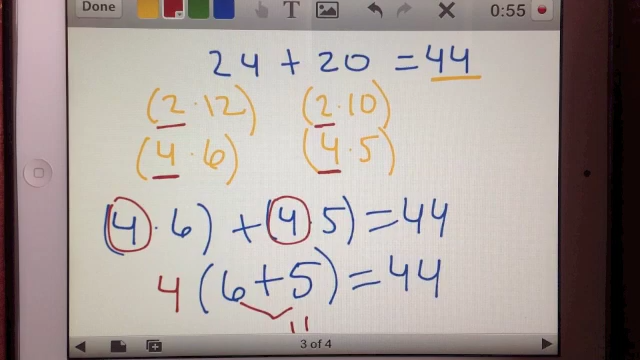 Done T 0:55
24 + 20 = 44
(2·12) (2·10)
(4·6) (4·5)
(4·6) + (4·5) = 44
4(6+5) = 44
11
3 of 4